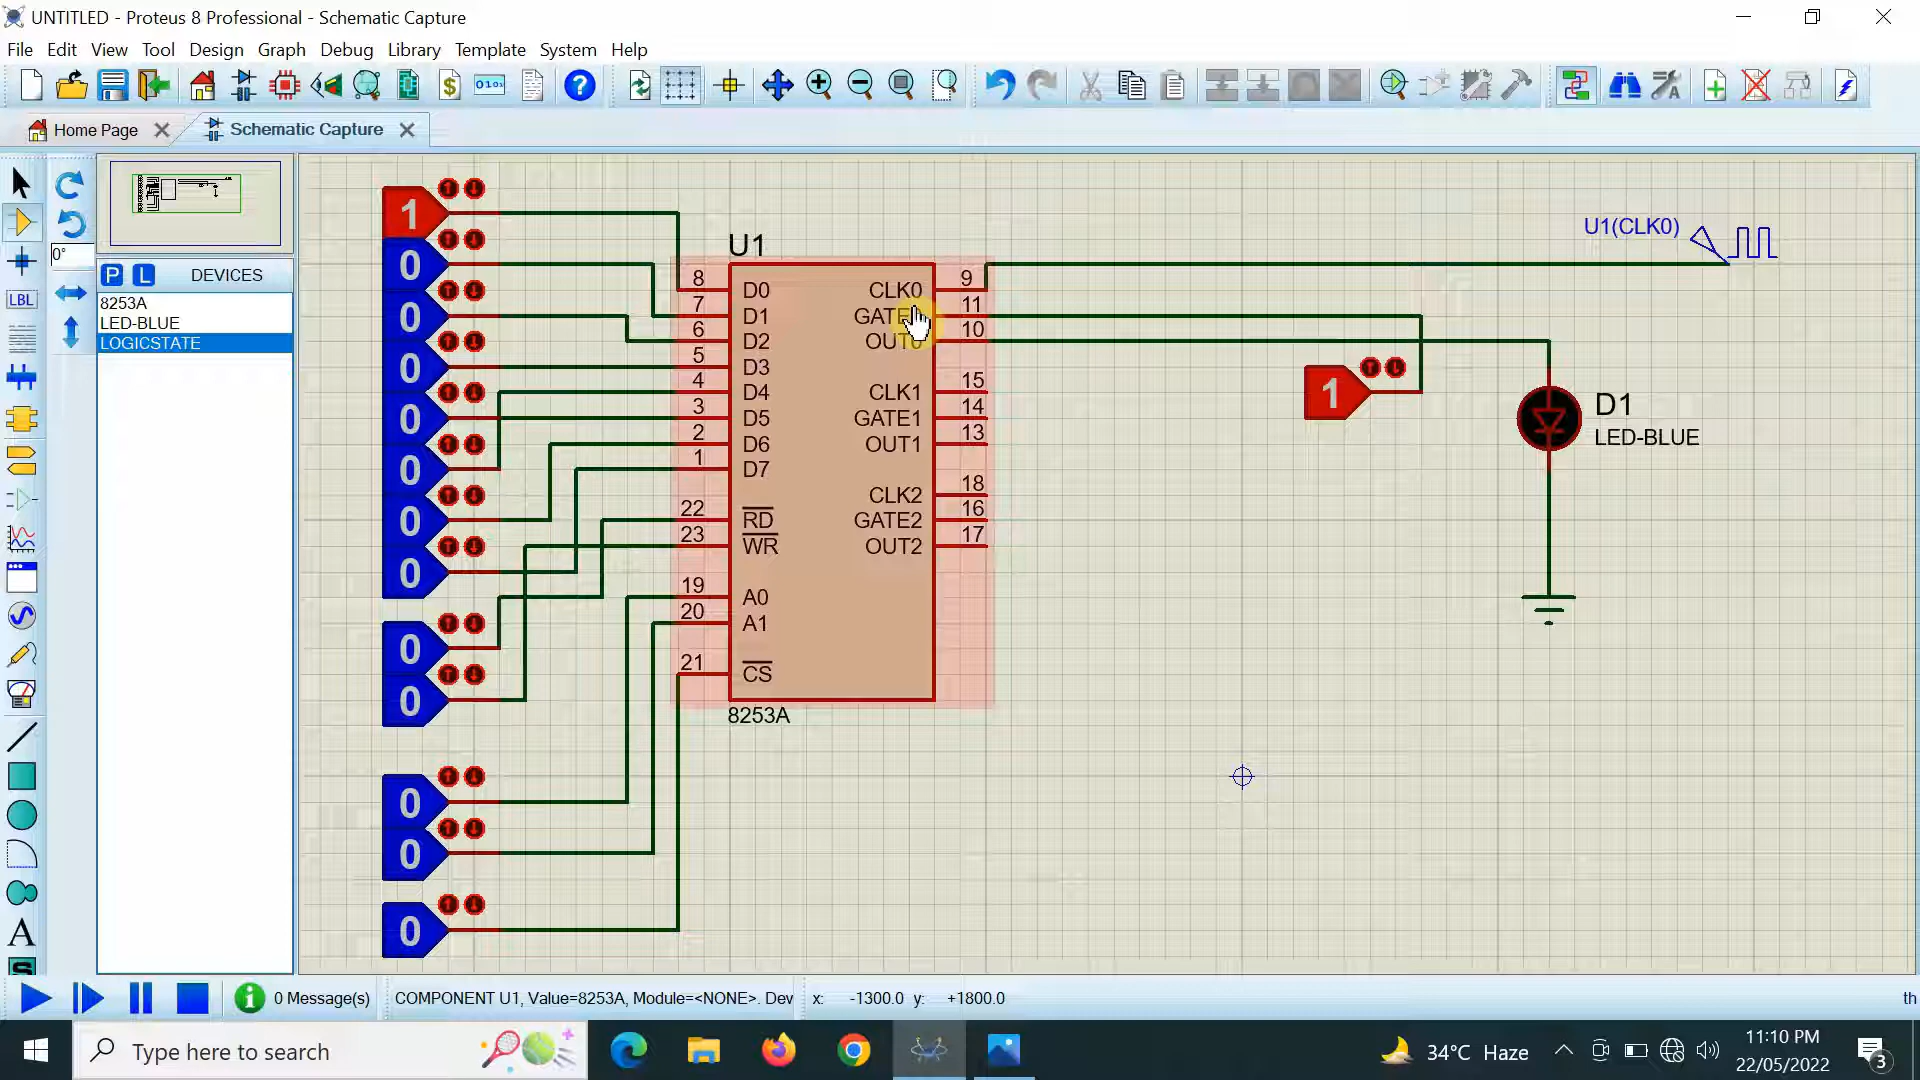 UNTITLED - Proteus 8 Professional - Schematic Capture
File Edit View Tool Design Graph Debug Library Template System Help
Home Page Schematic Capture
0°
P L DEVICES
8253A
LED-BLUE
LOGICSTATE
LBL
A
S
1
0
0
0
0
0
0
0
0
0
0
0
0
U1
8 D0 CLK0 9
7 D1 GATE 11
6 D2 OUT0 10
5 D3
4 D4 CLK1 15
3 D5 GATE1 14
2 D6 OUT1 13
1 D7
CLK2 18
22 RD GATE2 16
23 WR OUT2 17
19 A0
20 A1
21 CS
8253A
U1(CLK0)
1
D1
LED-BLUE
0 Message(s) COMPONENT U1, Value=8253A, Module=<NONE>. Dev x: -1300.0 y: +1800.0 th
Type here to search
34°C Haze
11:10 PM
22/05/2022
3